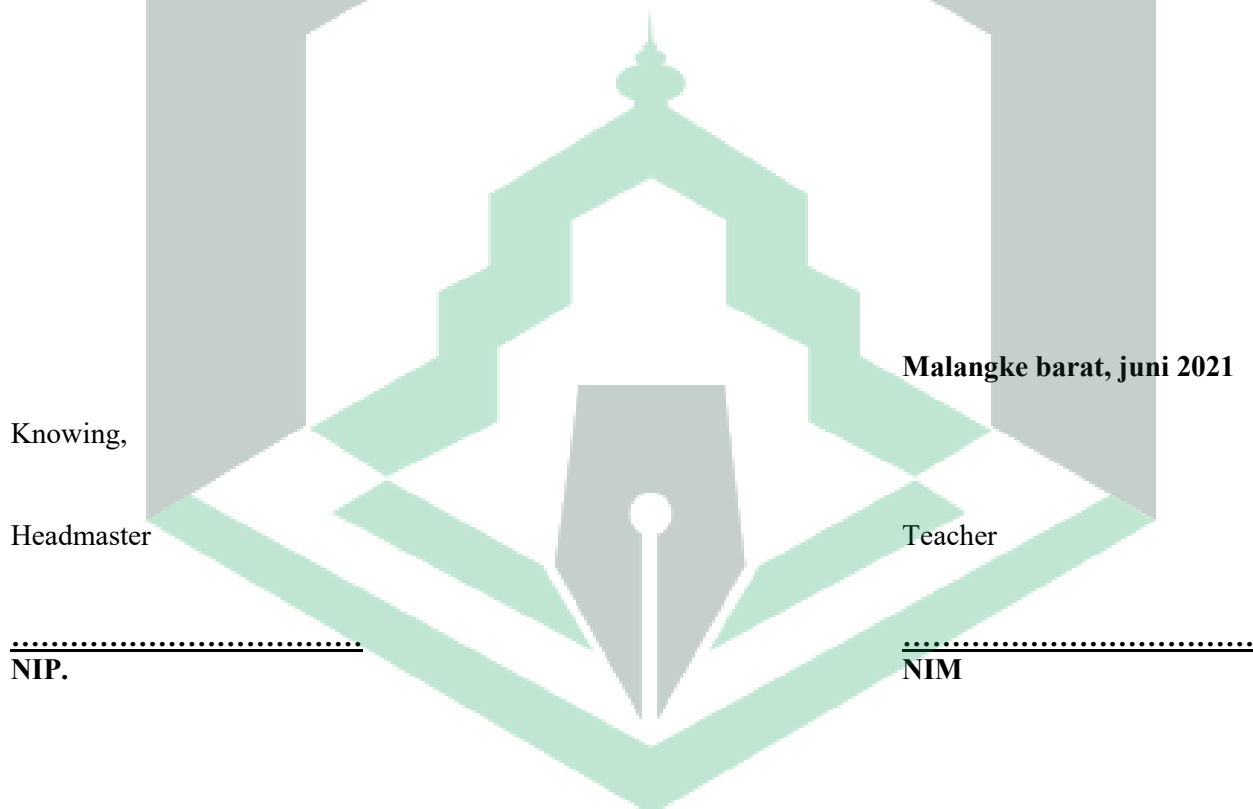 Malangke barat, juni 2021
Knowing,
Headmaster Teacher
.................................. ..................................
NIP. NIM